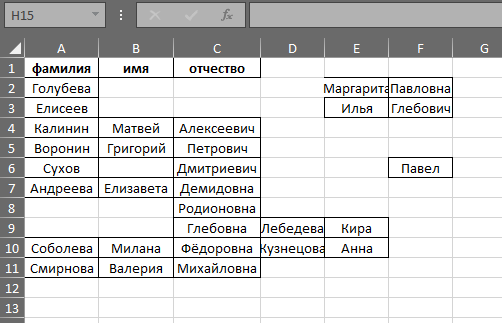 H15
fx
A B C D E F G
1 фамилия имя отчество
2 Голубева Маргарита Павловна
3 Елисеев Илья Глебович
4 Калинин Матвей Алексеевич
5 Воронин Григорий Петрович
6 Сухов Дмитриевич Павел
7 Андреева Елизавета Демидовна
8 Родионовна
9 Глебовна Лебедева Кира
10 Соболева Милана Фёдоровна Кузнецова Анна
11 Смирнова Валерия Михайловна
12
13